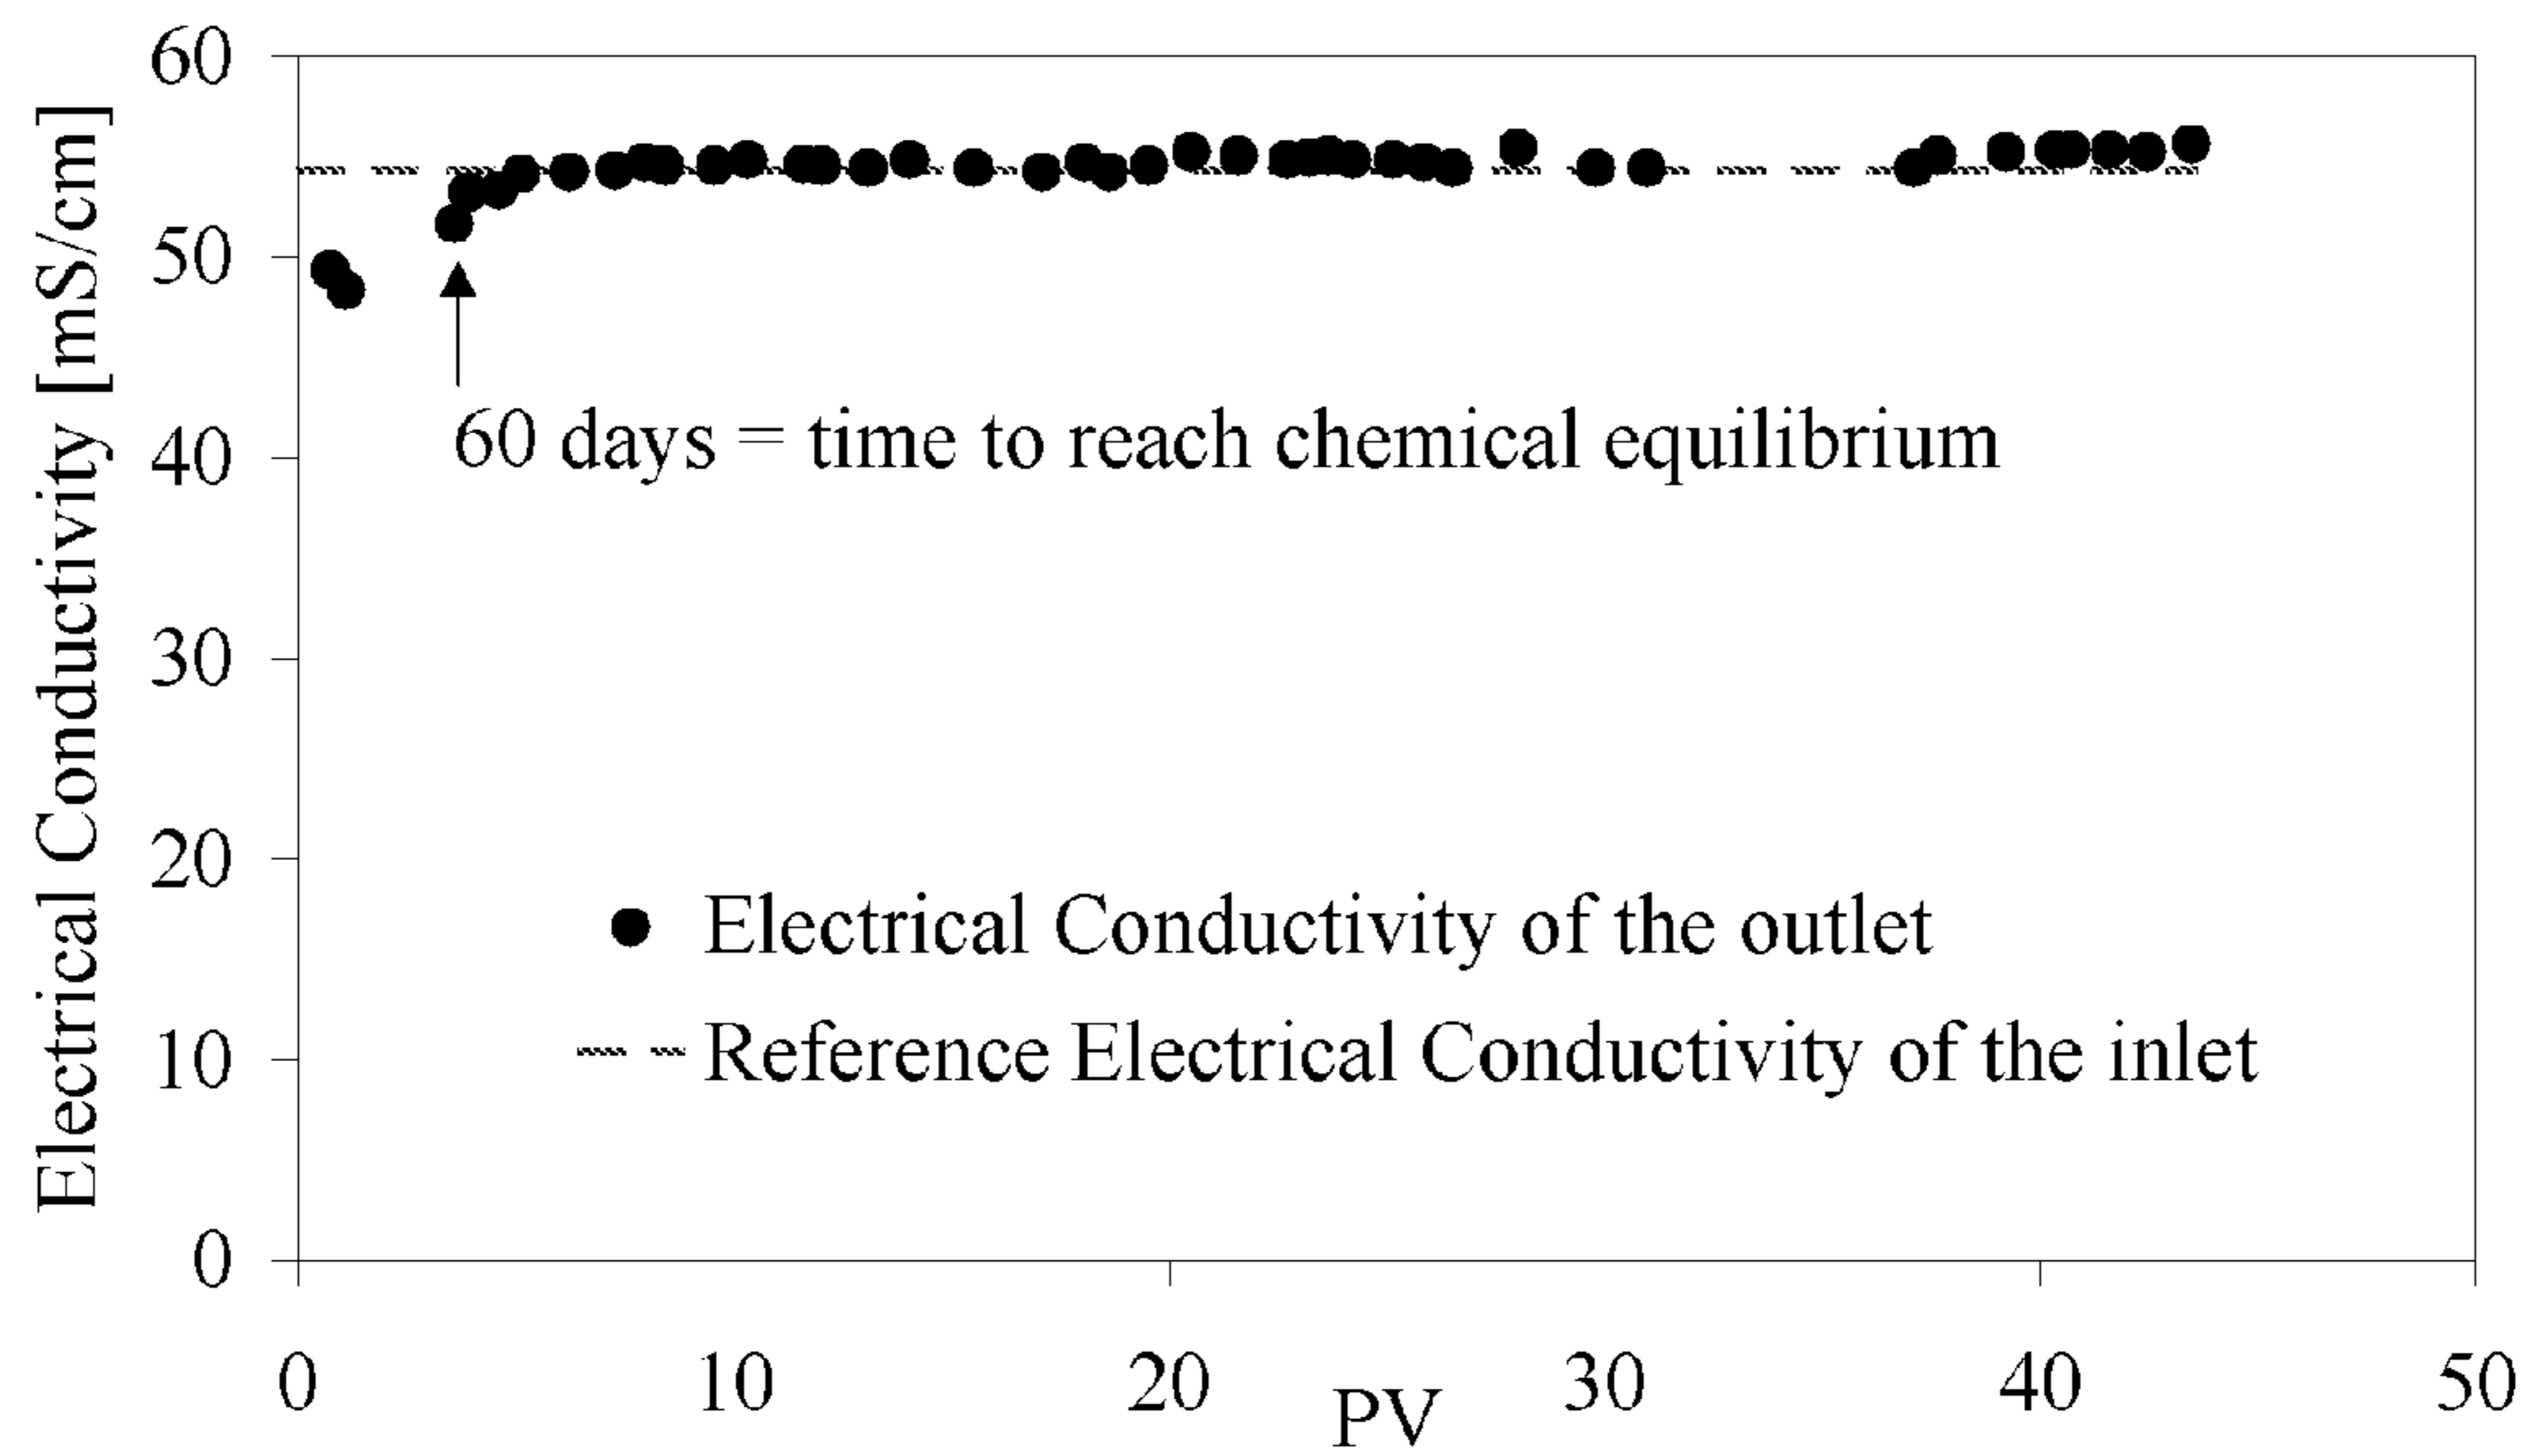 Electrical Conductivity [mS/cm]
60
50
40
30
20
10
0
60 days = time to reach chemical equilibrium
Electrical Conductivity of the outlet
Reference Electrical Conductivity of the inlet
0 10 20 30 40 50
PV